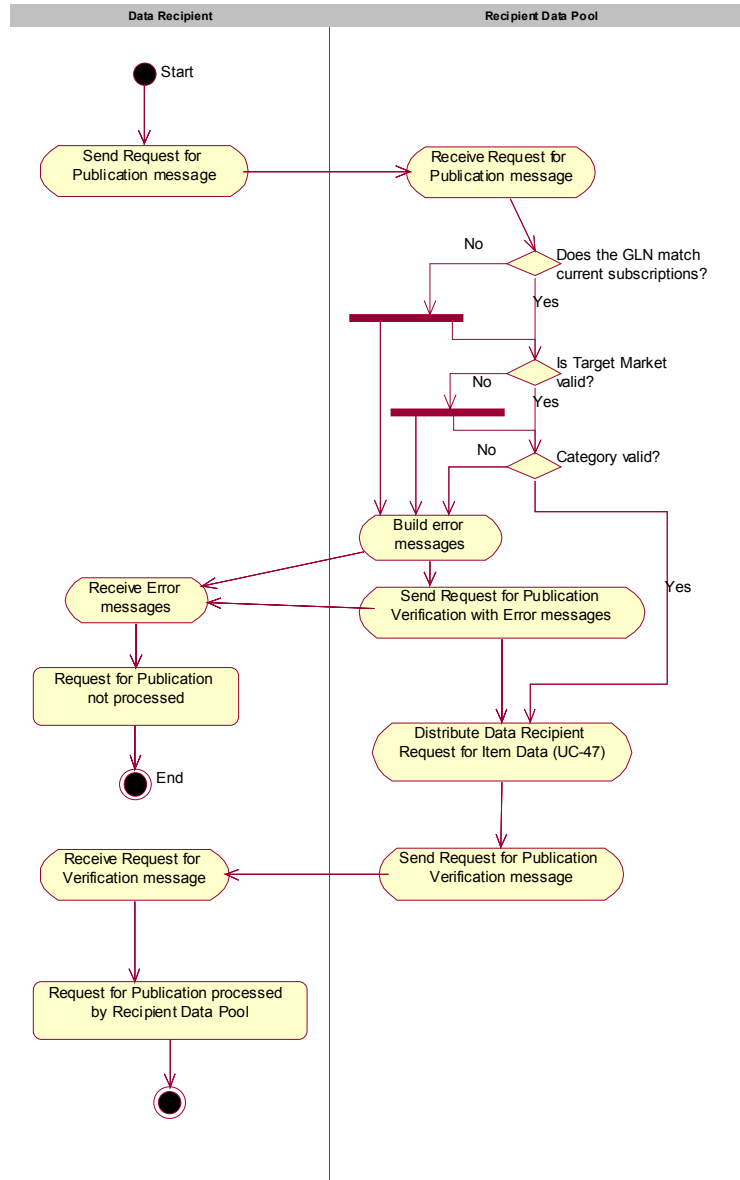 Data Recipient
Recipient Data Pool
Start
Send Request for
Publication message
Receive Request for
Publication message
No
Does the GLN match
current subscriptions?
Yes
Is Target Market
valid?
No
Yes
No
Category valid?
Build error
messages
Receive Error
messages
Send Request for Publication
Verification with Error messages
Yes
Request for Publication
not processed
Distribute Data Recipient
Request for Item Data (UC-47)
End
Receive Request for
Verification message
Send Request for Publication
Verification message
Request for Publication processed
by Recipient Data Pool